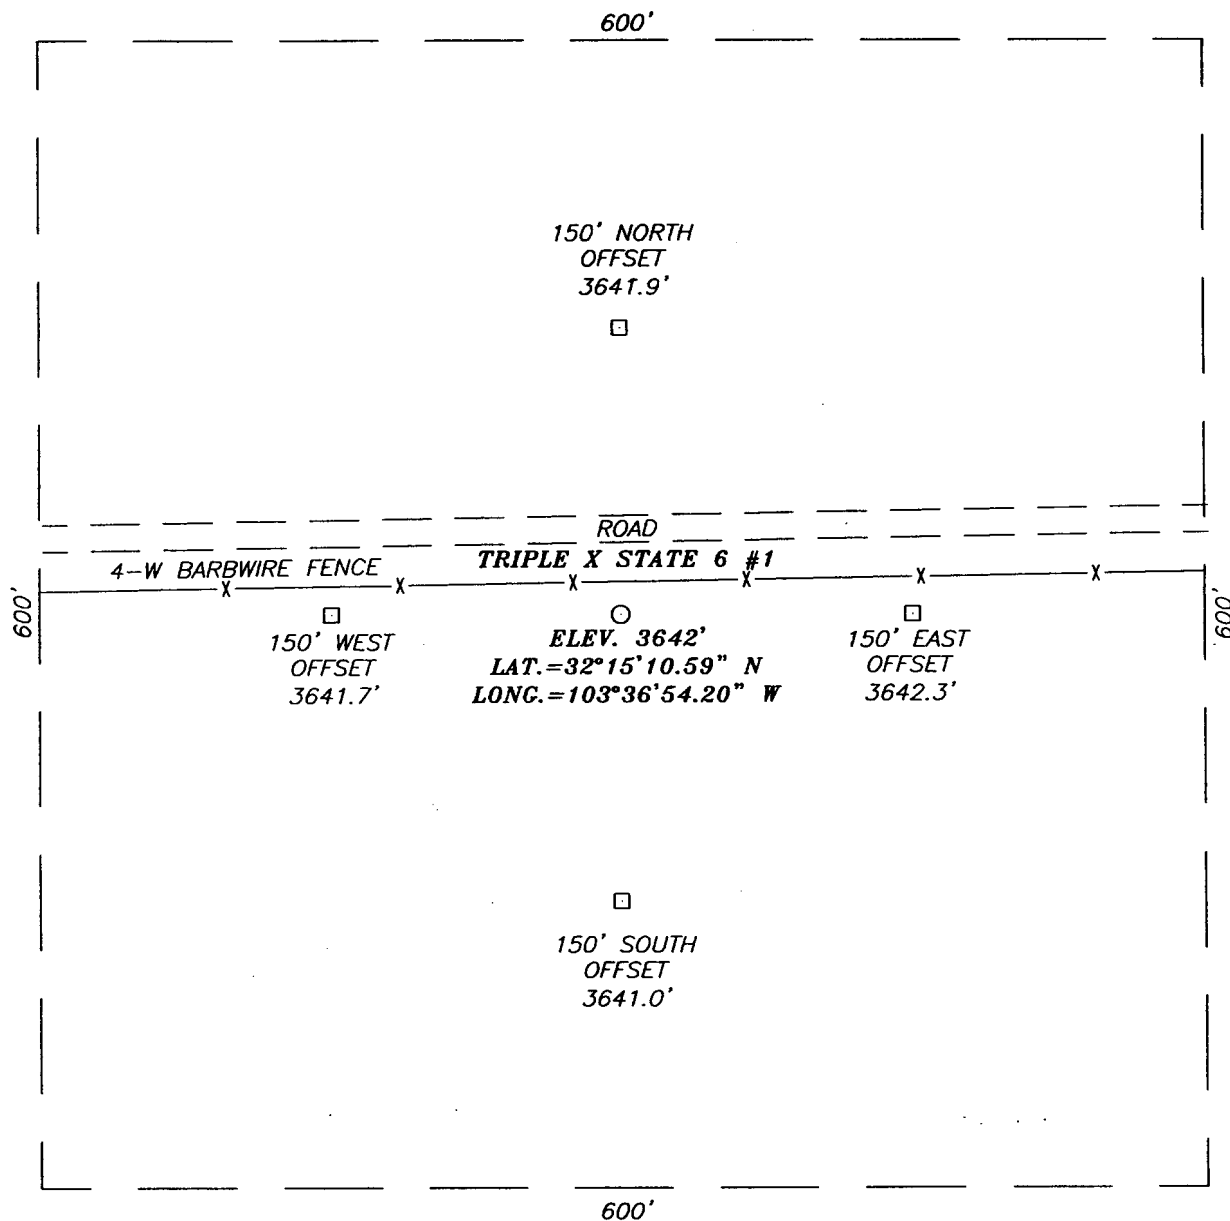 600'
150' NORTH
OFFSET
3641.9'
ROAD
TRIPLE X STATE 6 #1
4-W BARBWIRE FENCE
X X X X X X
600'
600'
150' WEST
OFFSET
3641.7'
ELEV. 3642'
LAT.=32°15'10.59" N
LONG.=103°36'54.20" W
150' EAST
OFFSET
3642.3'
150' SOUTH
OFFSET
3641.0'
600'